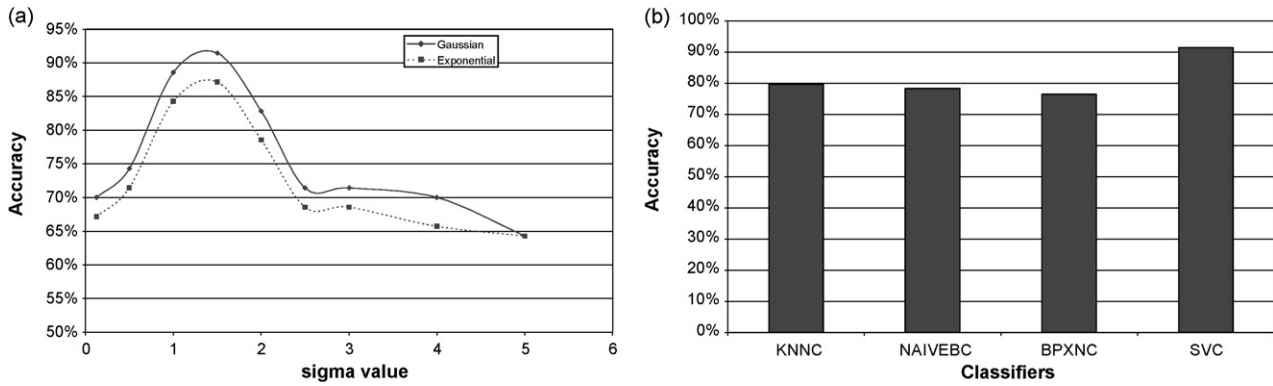 (a)
95%
90%
85%
80%
75%
70%
65%
60%
55%
50%
Accuracy
0 1 2 3 4 5 6
sigma value
Gaussian
Exponential
(b)
100%
90%
80%
70%
60%
50%
40%
30%
20%
10%
0%
Accuracy
KNNC NAIVEBC BPXNC SVC
Classifiers